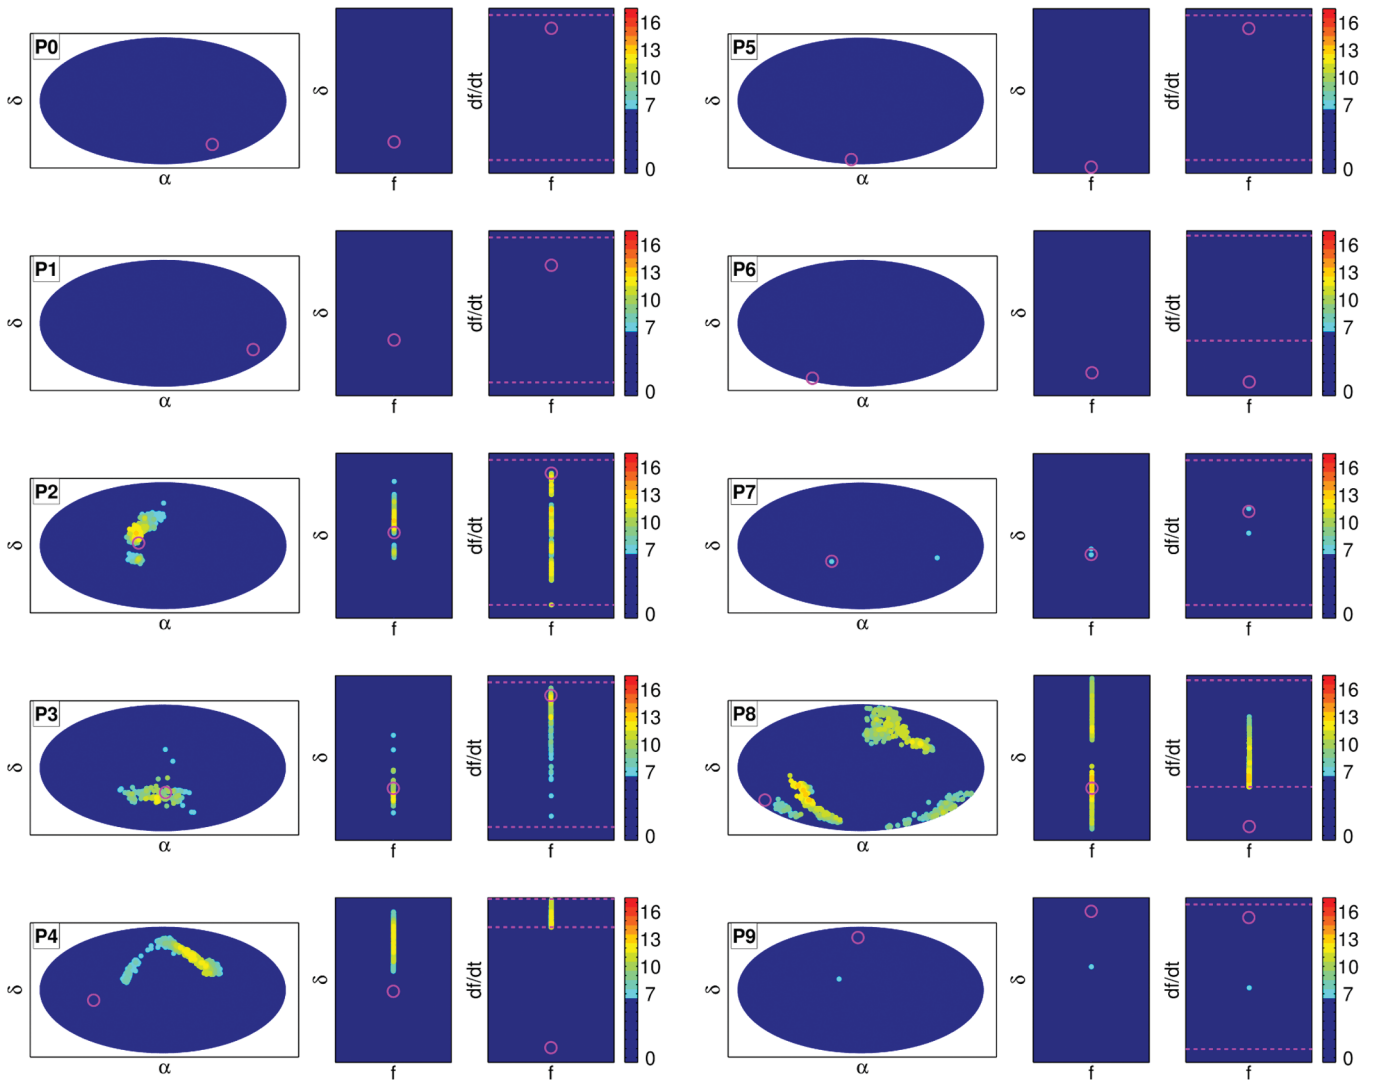 P0 δ α δ f df/dt f 16 13 10 7 0
P5 δ α δ f df/dt f 16 13 10 7 0
P1 δ α δ f df/dt f 16 13 10 7 0
P6 δ α δ f df/dt f 16 13 10 7 0
P2 δ α δ f df/dt f 16 13 10 7 0
P7 δ α δ f df/dt f 16 13 10 7 0
P3 δ α δ f df/dt f 16 13 10 7 0
P8 δ α δ f df/dt f 16 13 10 7 0
P4 δ α δ f df/dt f 16 13 10 7 0
P9 δ α δ f df/dt f 16 13 10 7 0